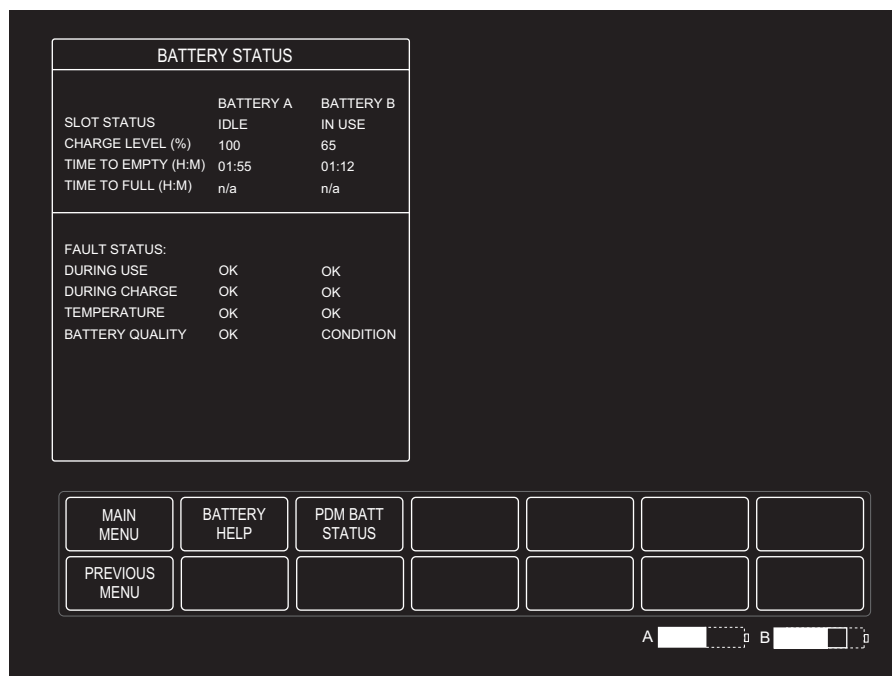 BATTERY STATUS
BATTERY A BATTERY B
SLOT STATUS IDLE IN USE
CHARGE LEVEL (%) 100 65
TIME TO EMPTY (H:M) 01:55 01:12
TIME TO FULL (H:M) n/a n/a
FAULT STATUS:
DURING USE OK OK
DURING CHARGE OK OK
TEMPERATURE OK OK
BATTERY QUALITY OK CONDITION
MAIN MENU BATTERY HELP PDM BATT STATUS
PREVIOUS MENU
A B